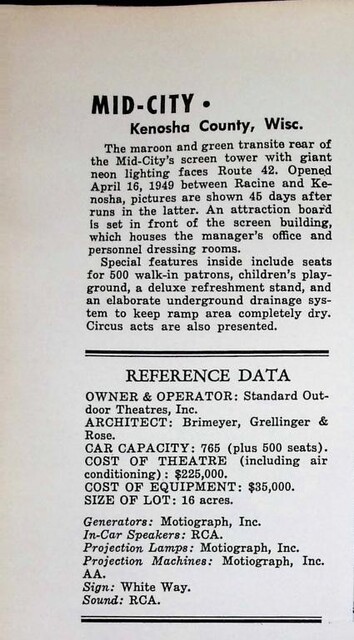 MID-CITY •
Kenosha County, Wisc.
The maroon and green transite rear of
the Mid-City's screen tower with giant
neon lighting faces Route 42. Opened
April 16, 1949 between Racine and Ke-
nosha, pictures are shown 45 days after
runs in the latter. An attraction board
is set in front of the screen building,
which houses the manager's office and
personnel dressing rooms.
Special features inside include seats
for 500 walk-in patrons, children's play-
ground, a deluxe refreshment stand, and
an elaborate underground drainage sys-
tem to keep ramp area completely dry.
Circus acts are also presented.
REFERENCE DATA
OWNER & OPERATOR: Standard Out-
door Theatres, Inc.
ARCHITECT: Brimeyer, Grellinger &
Rose.
CAR CAPACITY: 765 (plus 500 seats).
COST OF THEATRE (including air
conditioning): $225,000.
COST OF EQUIPMENT: $35,000.
SIZE OF LOT: 16 acres.
Generators: Motiograph, Inc.
In-Car Speakers: RCA.
Projection Lamps: Motiograph, Inc.
Projection Machines: Motiograph, Inc.
AA.
Sign: White Way.
Sound: RCA.